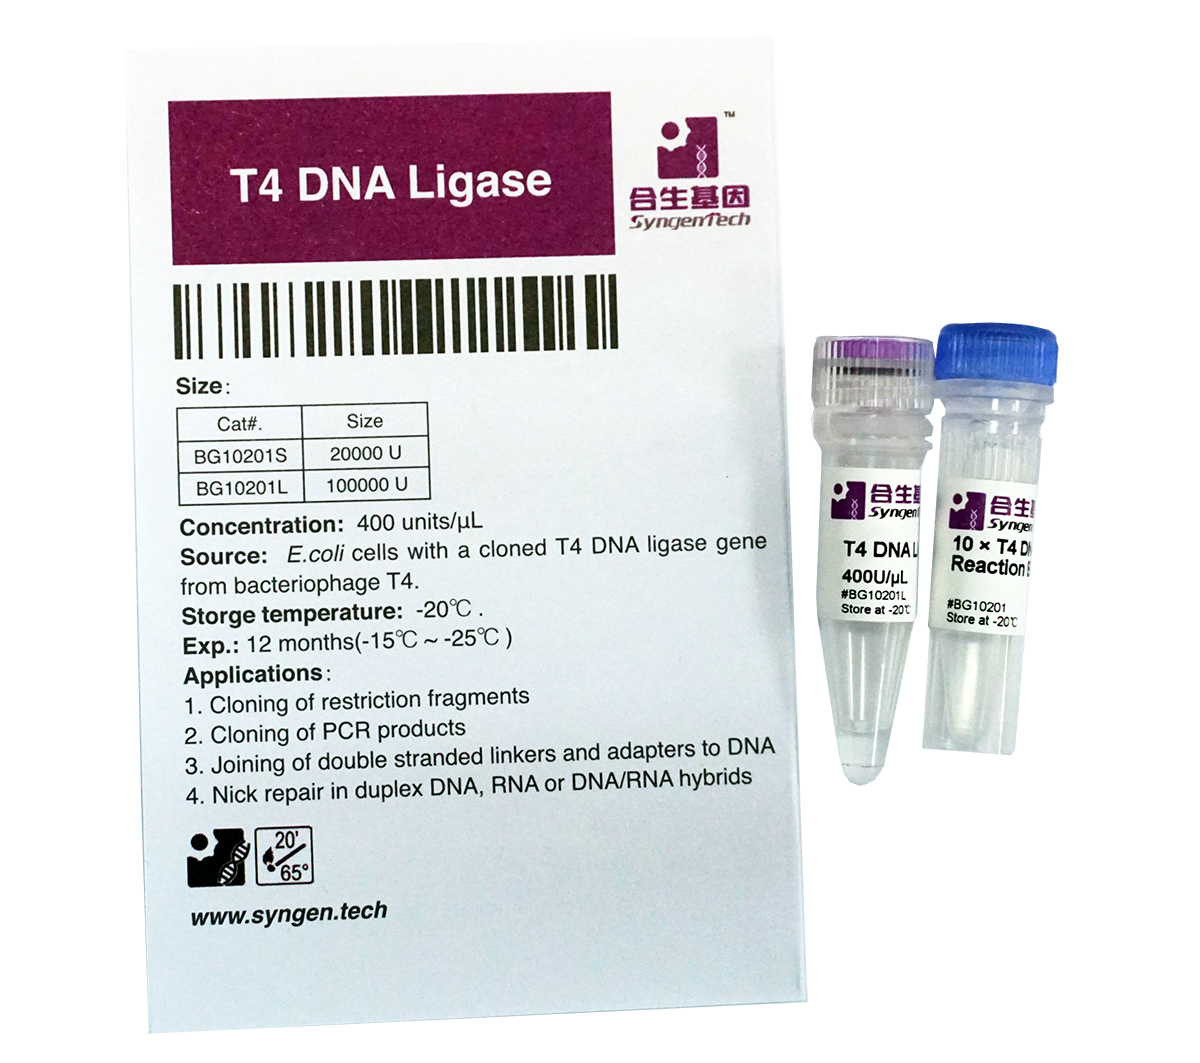 T4 DNA Ligase
TM
合生基因
SyngenTech
Size:
Cat#. Size
BG10201S 20000 U
BG10201L 100000 U
Concentration: 400 units/µL
Source: E.coli cells with a cloned T4 DNA ligase gene
from bacteriophage T4.
Storge temperature: -20℃ .
Exp.: 12 months(-15℃ ~ -25℃ )
Applications:
1. Cloning of restriction fragments
2. Cloning of PCR products
3. Joining of double stranded linkers and adapters to DNA
4. Nick repair in duplex DNA, RNA or DNA/RNA hybrids
20'
65°
www.syngen.tech
合生
Syngen
T4 DNA L
400U/µL
#BG10201L
Store at -20℃
合生
Synge
10 × T4 D
Reaction
#BG10201
Store at -20℃